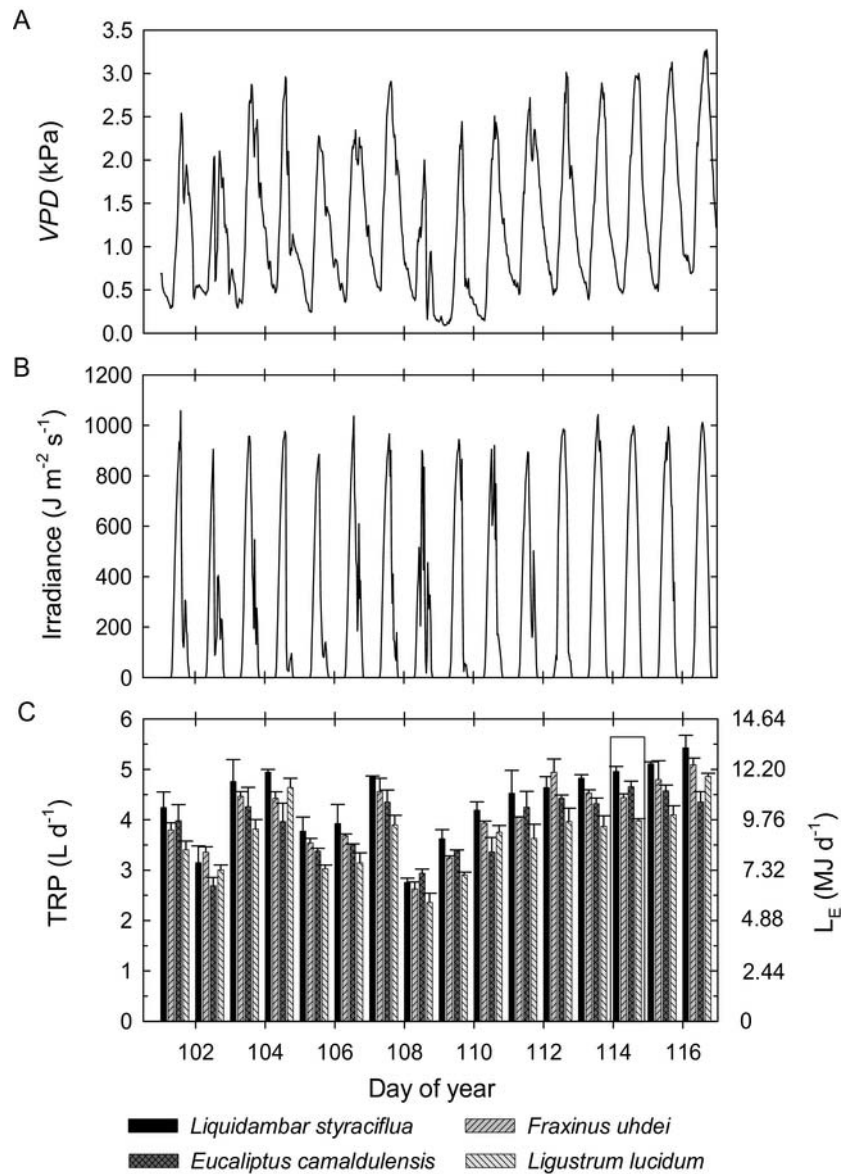 A
3.5
3.0
2.5
2.0
1.5
1.0
0.5
0.0
VPD (kPa)
B
1200
1000
800
600
400
200
0
Irradiance (J m-2 s-1)
C
6
5
4
3
2
1
0
TRP (L d-1)
14.64
12.20
9.76
7.32
4.88
2.44
0
LE (MJ d-1)
102 104 106 108 110 112 114 116
Day of year
Liquidambar styraciflua Fraxinus uhdei
Eucaliptus camaldulensis Ligustrum lucidum